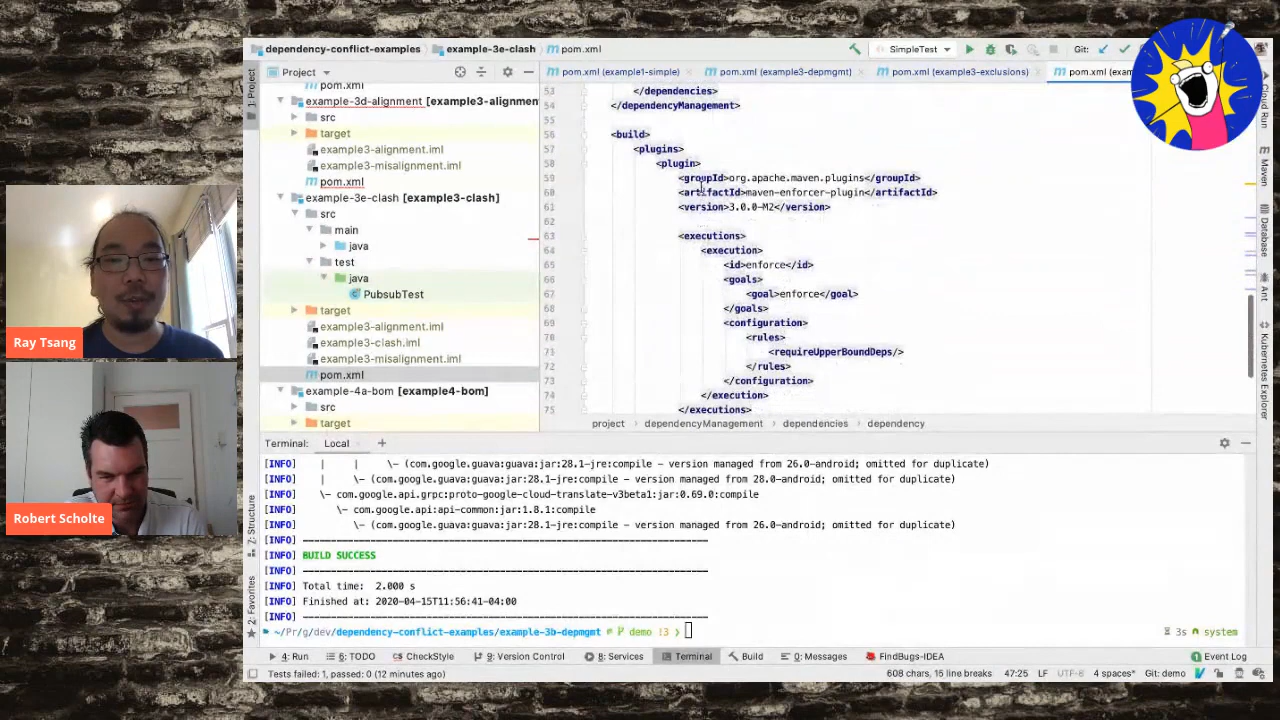 dependency-conflict-examples
example-3e-clash
pom.xml
SimpleTest
Git:
1: Project
Project
pom.xml (example1-simple)
pom.xml (example3-depmgmt)
pom.xml (example3-exclusions)
pom.xml (exam
pom.xml
example-3d-alignment [example3-alignmen
src
target
example3-alignment.iml
example3-misalignment.iml
pom.xml
example-3e-clash [example3-clash]
src
main
java
test
java
PubsubTest
target
example3-alignment.iml
example3-clash.iml
example3-misalignment.iml
pom.xml
example-4a-bom [example4-bom]
src
target
53 </dependencies>
54 </dependencyManagement>
55
56 <build>
57 <plugins>
58 <plugin>
59 <groupId>org.apache.maven.plugins</groupId>
60 <artifactId>maven-enforcer-plugin</artifactId>
61 <version>3.0.0-M2</version>
62
63 <executions>
64 <execution>
65 <id>enforce</id>
66 <goals>
67 <goal>enforce</goal>
68 </goals>
69 <configuration>
70 <rules>
71 <requireUpperBoundDeps/>
72 </rules>
73 </configuration>
74 </execution>
75 </executions>
project
dependencyManagement
dependencies
dependency
Cloud Run
Maven
Database
Ant
Kubernetes Explorer
Ray Tsang
Robert Scholte
Terminal:
Local
+
[INFO] | | \- (com.google.guava:guava:jar:28.1-jre:compile - version managed from 26.0-android; omitted for duplicate)
[INFO] | \- (com.google.guava:guava:jar:28.1-jre:compile - version managed from 28.0-android; omitted for duplicate)
[INFO] \- com.google.api.grpc:proto-google-cloud-translate-v3beta1:jar:0.69.0:compile
[INFO] \- com.google.api:api-common:jar:1.8.1:compile
[INFO] \- (com.google.guava:guava:jar:28.1-jre:compile - version managed from 26.0-android; omitted for duplicate)
[INFO] ------------------------------------------------------------------------
[INFO] BUILD SUCCESS
[INFO] ------------------------------------------------------------------------
[INFO] Total time: 2.000 s
[INFO] Finished at: 2020-04-15T11:56:41-04:00
[INFO] ------------------------------------------------------------------------
~/Pr/g/dev/dependency-conflict-examples/example-3b-depmgmt
demo !3
3s
system
7: Structure
2: Favorites
4: Run
6: TODO
CheckStyle
9: Version Control
8: Services
Terminal
Build
0: Messages
FindBugs-IDEA
Event Log
Tests failed: 1, passed: 0 (12 minutes ago)
608 chars, 15 line breaks
47:25
LF
UTF-8
4 spaces*
Git: demo